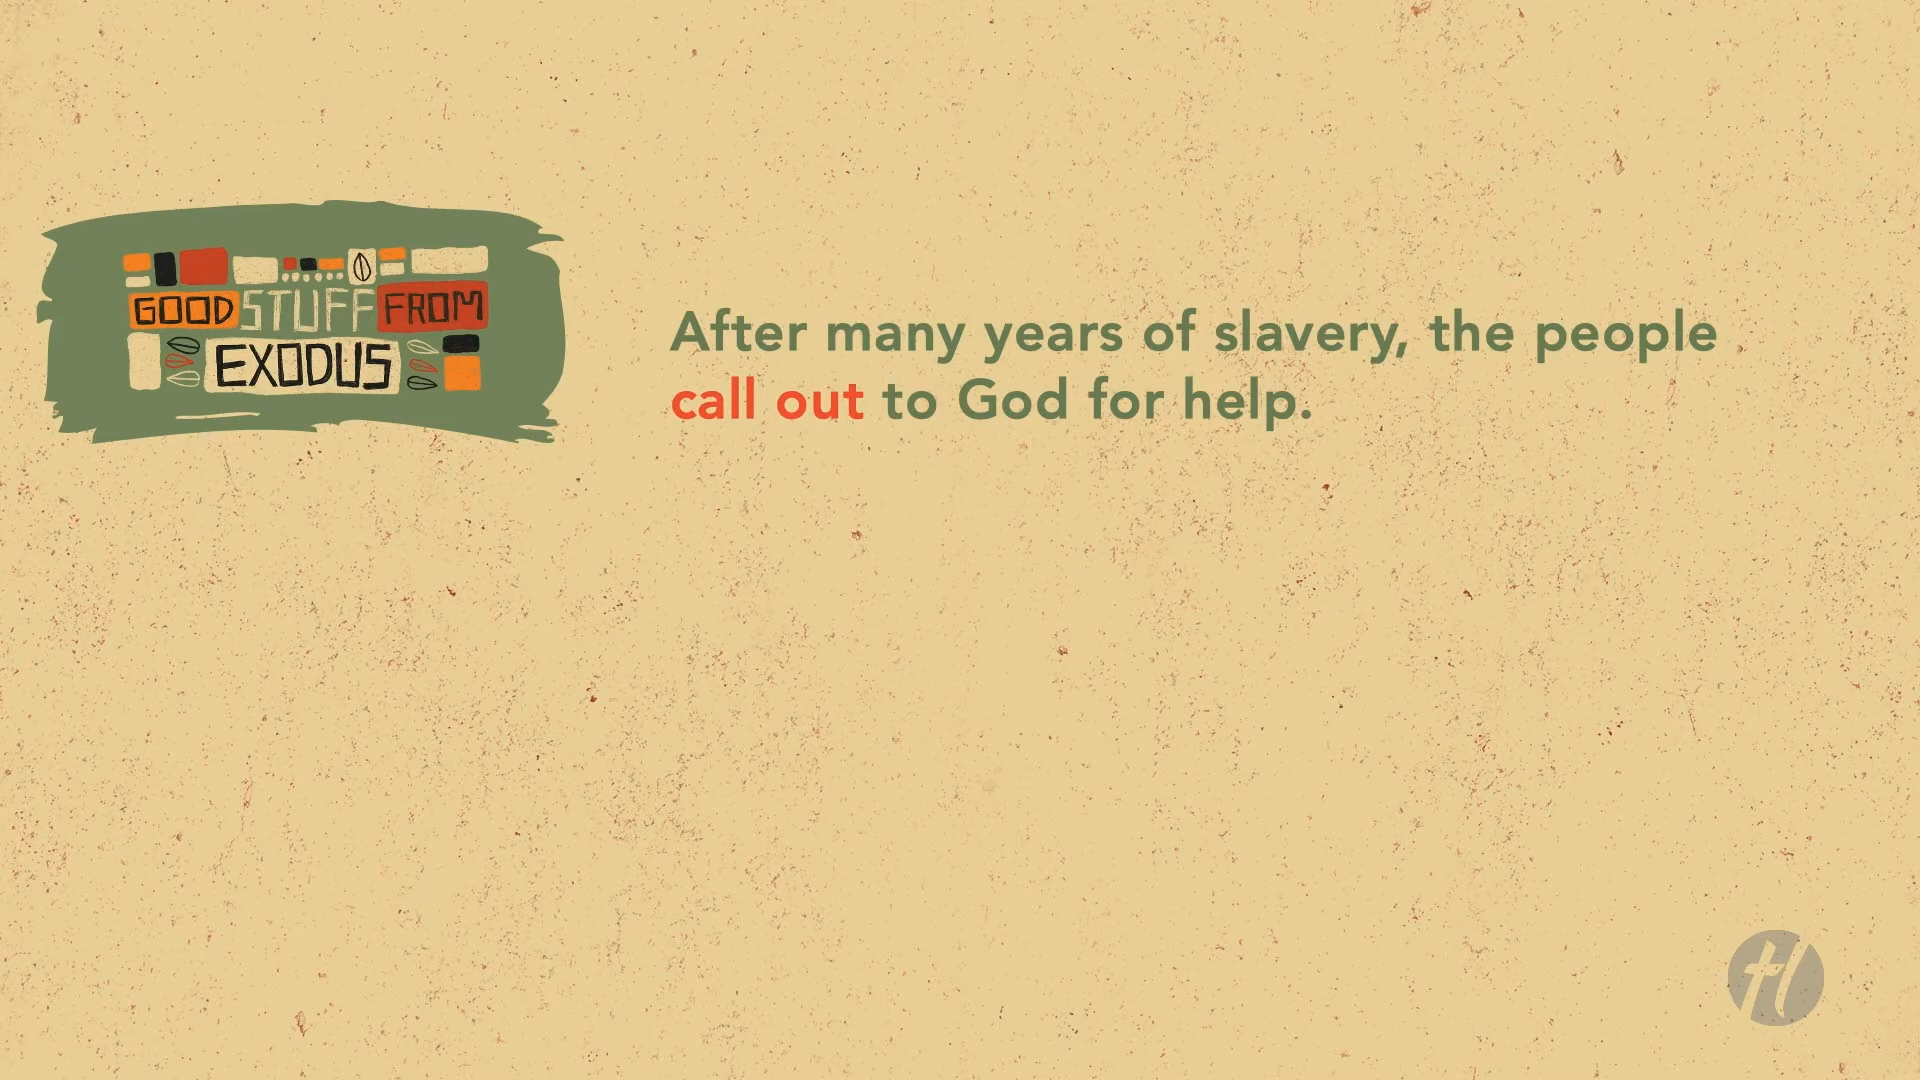 GOOD STUFF FROM
EXODUS
After many years of slavery, the people
call out to God for help.